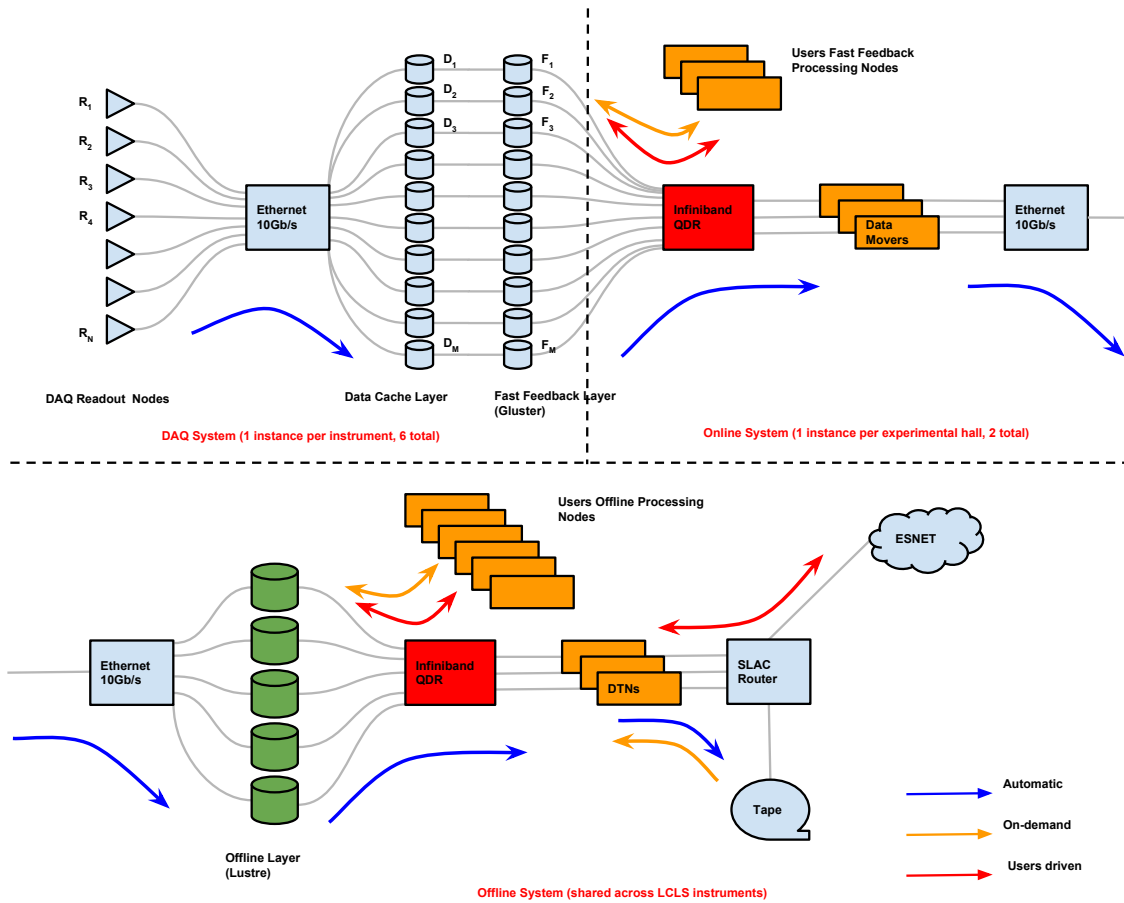 D1
F1
Users Fast Feedback
Processing Nodes
R1
D2
F2
R2
D3
F3
R3
R4
Ethernet
10Gb/s
Infiniband
QDR
Data
Movers
Ethernet
10Gb/s
RN
DM
FM
DAQ Readout Nodes
Data Cache Layer
Fast Feedback Layer
(Gluster)
DAQ System (1 instance per instrument, 6 total)
Online System (1 instance per experimental hall, 2 total)
Users Offline Processing
Nodes
ESNET
Ethernet
10Gb/s
Infiniband
QDR
DTNs
SLAC
Router
Tape
Automatic
On-demand
Users driven
Offline Layer
(Lustre)
Offline System (shared across LCLS instruments)